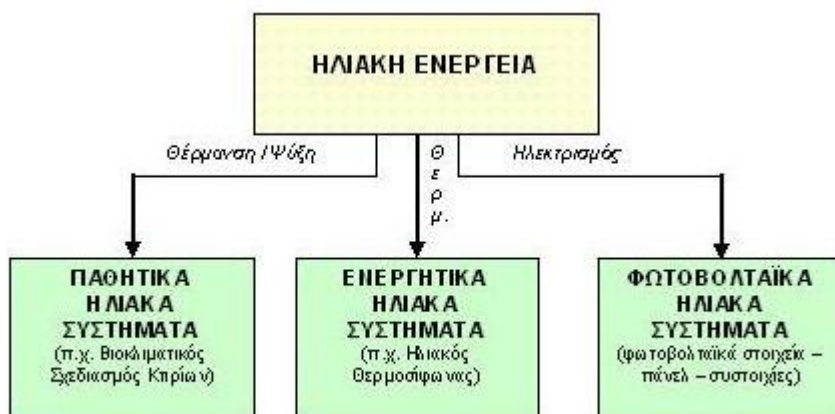 ΗΛΙΑΚΗ ΕΝΕΡΓΕΙΑ
Θέρμανση / Ψύξη
Θερμ.
Ηλεκτρισμός
ΠΑΘΗΤΙΚΑ
ΗΛΙΑΚΑ
ΣΥΣΤΗΜΑΤΑ
(π.χ. Βιοκλιματικός
Σχεδιασμός Κτιρίων)
ΕΝΕΡΓΗΤΙΚΑ
ΗΛΙΑΚΑ
ΣΥΣΤΗΜΑΤΑ
(π.χ. Ηλιακός
Θερμοσίφωνας)
ΦΩΤΟΒΟΛΤΑΪΚΑ
ΗΛΙΑΚΑ
ΣΥΣΤΗΜΑΤΑ
(φωτοβολταϊκά στοιχεία –
πάνελ – συστοιχίες)